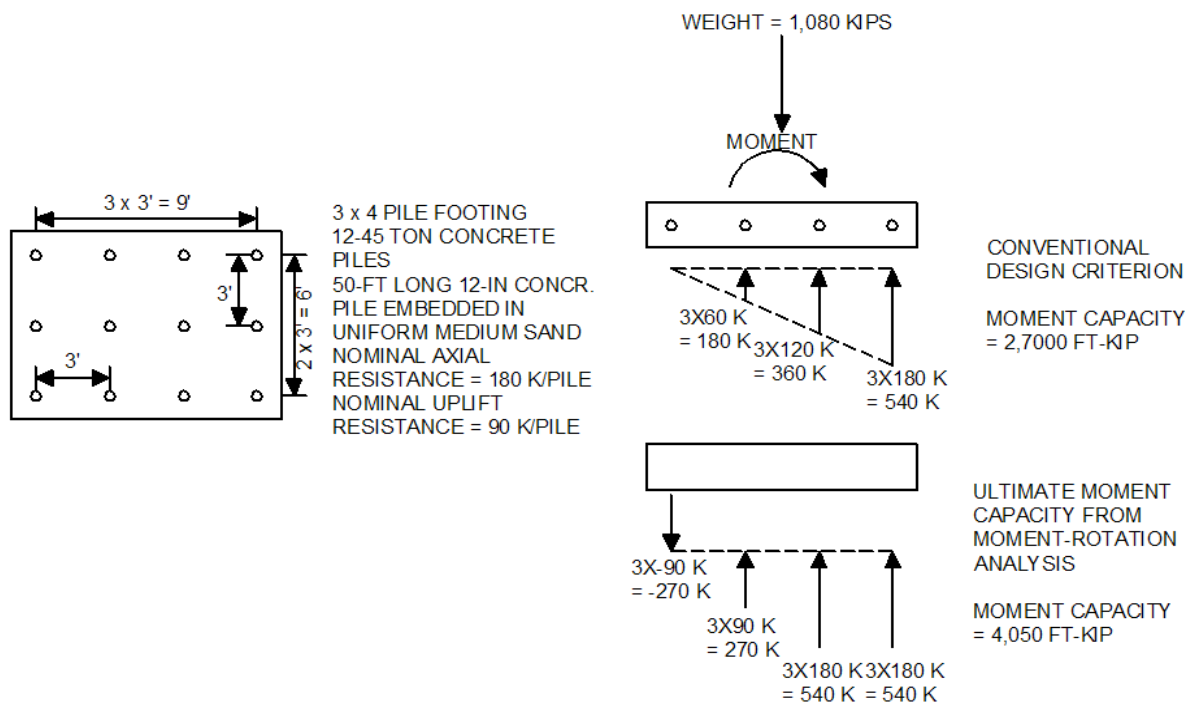 WEIGHT = 1,080 KIPS
MOMENT
3 x 3' = 9'
3'
2 x 3' = 6'
3'
3 x 4 PILE FOOTING
12-45 TON CONCRETE
PILES
50-FT LONG 12-IN CONCR.
PILE EMBEDDED IN
UNIFORM MEDIUM SAND
NOMINAL AXIAL
RESISTANCE = 180 K/PILE
NOMINAL UPLIFT
RESISTANCE = 90 K/PILE
3X60 K
= 180 K
3X120 K
= 360 K
3X180 K
= 540 K
CONVENTIONAL
DESIGN CRITERION
MOMENT CAPACITY
= 2,7000 FT-KIP
3X-90 K
= -270 K
3X90 K
= 270 K
3X180 K
= 540 K
3X180 K
= 540 K
ULTIMATE MOMENT
CAPACITY FROM
MOMENT-ROTATION
ANALYSIS
MOMENT CAPACITY
= 4,050 FT-KIP